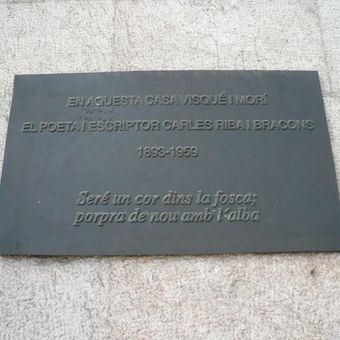 EN AQUESTA CASA VISQUÉ I MORÍ
EL POETA I ESCRIPTOR CARLES RIBA I BRACONS
1893-1959
Seré un cor dins la fosca;
porpra de nou amb l'alba